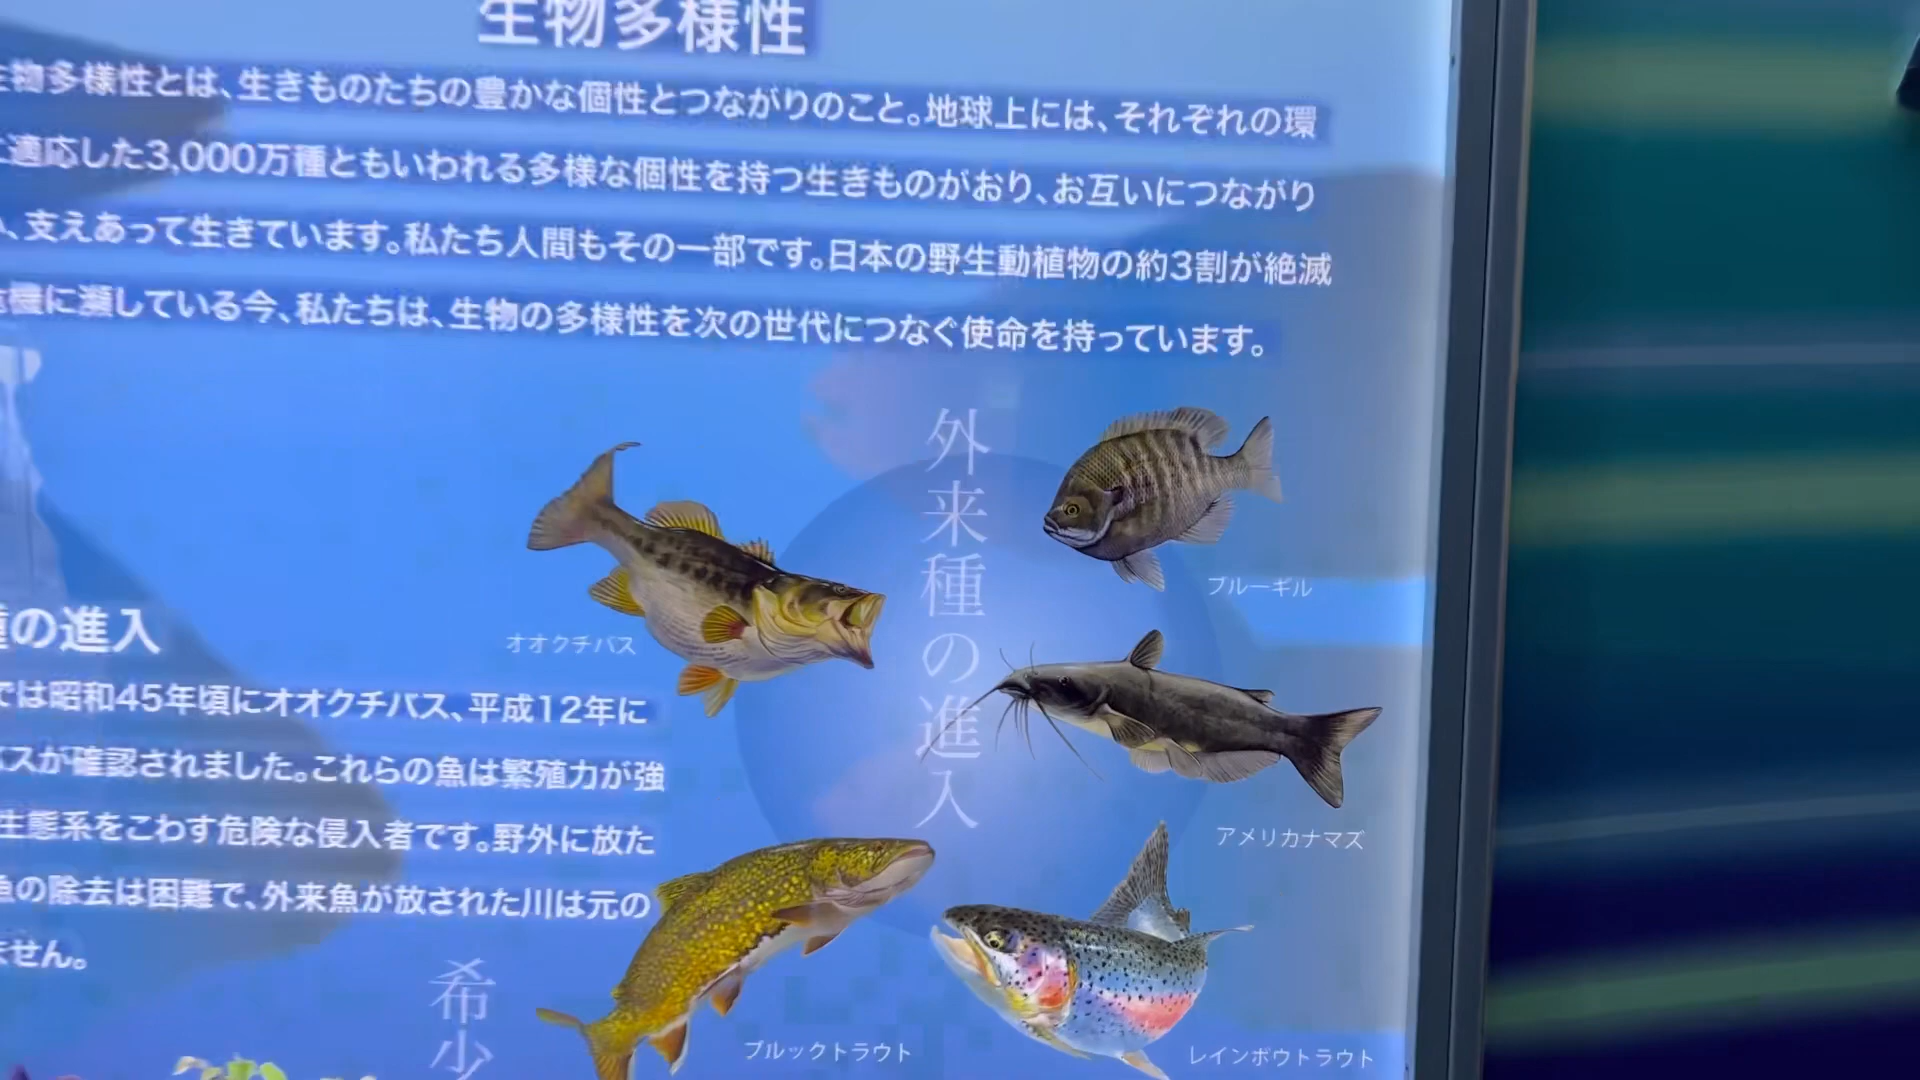 生物多様性
物多様性とは、生きものたちの豊かな個性とつながりのこと。地球上には、それぞれの環
適応した3,000万種ともいわれる多様な個性を持つ生きものがおり、お互いにつながり
、支えあって生きています。私たち人間もその一部です。日本の野生動植物の約3割が絶滅
機に瀕している今、私たちは、生物の多様性を次の世代につなぐ使命を持っています。
外来種の進入
ブルーギル
オオクチバス
アメリカナマズ
ブルックトラウト
レインボウトラウト
の進入
では昭和45年頃にオオクチバス、平成12年に
スが確認されました。これらの魚は繁殖力が強
生態系をこわす危険な侵入者です。野外に放た
魚の除去は困難で、外来魚が放された川は元の
ません。
希少